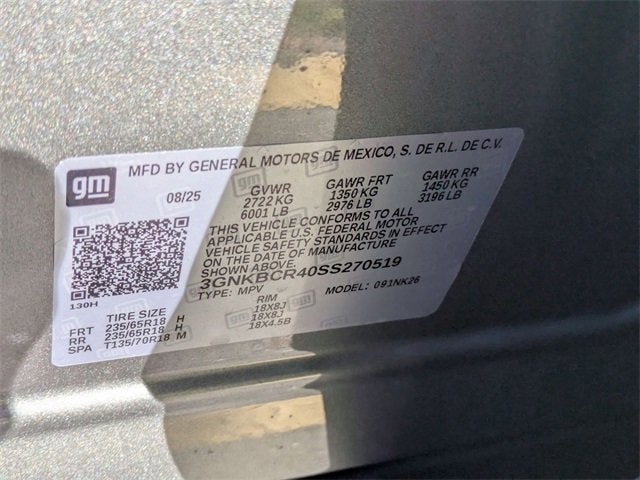 MFD BY GENERAL MOTORS DE MEXICO, S. DE R.L. DE C.V.
gm
08/25
GVWR GAWR FRT GAWR RR
2722 KG 1350 KG 1450 KG
6001 LB 2976 LB 3196 LB
THIS VEHICLE CONFORMS TO ALL
APPLICABLE U.S. FEDERAL MOTOR
VEHICLE SAFETY STANDARDS IN EFFECT
ON THE DATE OF MANUFACTURE
SHOWN ABOVE.
3GNKBCR40SS270519
TYPE: MPV MODEL: 091NK26
130H
TIRE SIZE RIM
FRT 235/65R18 H 18X8J
RR 235/65R18 H 18X8J
SPA T135/70R18 M 18X4.5B